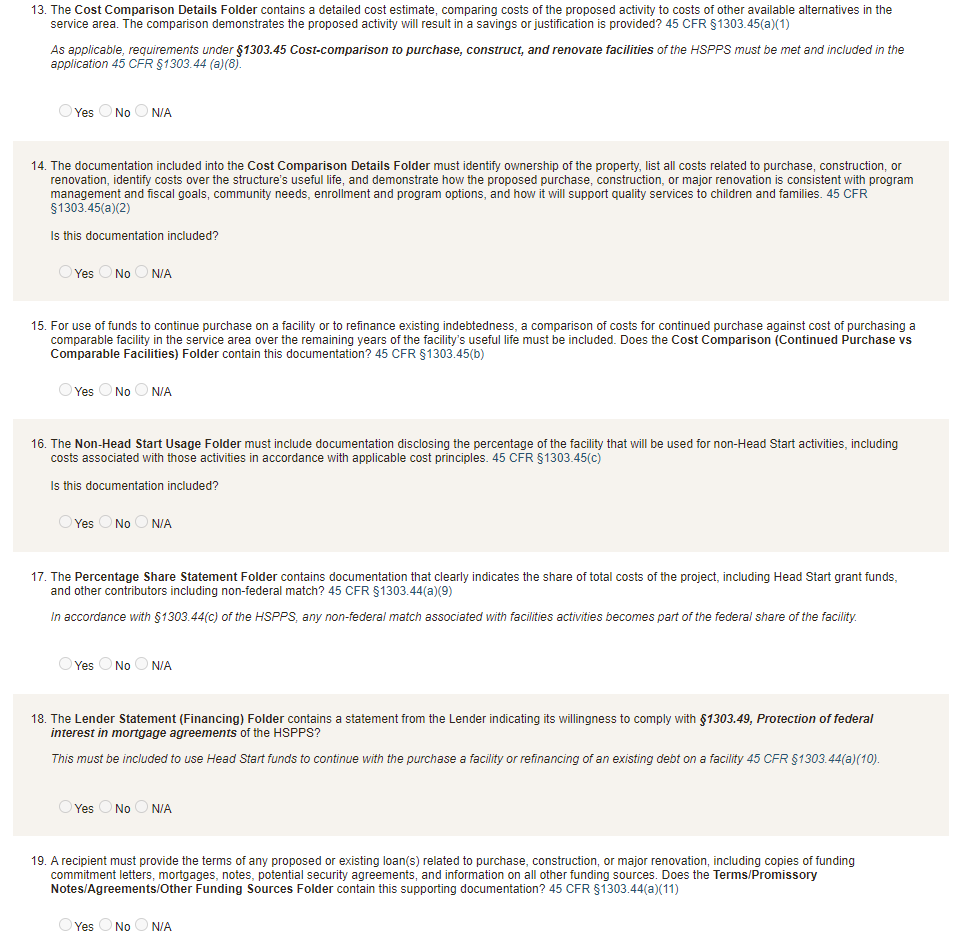 13. The Cost Comparison Details Folder contains a detailed cost estimate, comparing costs of the proposed activity to costs of other available alternatives in the
service area. The comparison demonstrates the proposed activity will result in a savings or justification is provided? 45 CFR §1303.45(a)(1)
As applicable, requirements under §1303.45 Cost-comparison to purchase, construct, and renovate facilities of the HSPPS must be met and included in the
application 45 CFR §1303.44 (a)(8).
Yes No N/A
14. The documentation included into the Cost Comparison Details Folder must identify ownership of the property, list all costs related to purchase, construction, or
renovation, identify costs over the structure's useful life, and demonstrate how the proposed purchase, construction, or major renovation is consistent with program
management and fiscal goals, community needs, enrollment and program options, and how it will support quality services to children and families. 45 CFR
§1303.45(a)(2)
Is this documentation included?
Yes No N/A
15. For use of funds to continue purchase on a facility or to refinance existing indebtedness, a comparison of costs for continued purchase against cost of purchasing a
comparable facility in the service area over the remaining years of the facility's useful life must be included. Does the Cost Comparison (Continued Purchase vs
Comparable Facilities) Folder contain this documentation? 45 CFR §1303.45(b)
Yes No N/A
16. The Non-Head Start Usage Folder must include documentation disclosing the percentage of the facility that will be used for non-Head Start activities, including
costs associated with those activities in accordance with applicable cost principles. 45 CFR §1303.45(c)
Is this documentation included?
Yes No N/A
17. The Percentage Share Statement Folder contains documentation that clearly indicates the share of total costs of the project, including Head Start grant funds,
and other contributors including non-federal match? 45 CFR §1303.44(a)(9)
In accordance with §1303.44(c) of the HSPPS, any non-federal match associated with facilities activities becomes part of the federal share of the facility.
Yes No N/A
18. The Lender Statement (Financing) Folder contains a statement from the Lender indicating its willingness to comply with §1303.49, Protection of federal
interest in mortgage agreements of the HSPPS?
This must be included to use Head Start funds to continue with the purchase a facility or refinancing of an existing debt on a facility 45 CFR §1303.44(a)(10).
Yes No N/A
19. A recipient must provide the terms of any proposed or existing loan(s) related to purchase, construction, or major renovation, including copies of funding
commitment letters, mortgages, notes, potential security agreements, and information on all other funding sources. Does the Terms/Promissory
Notes/Agreements/Other Funding Sources Folder contain this supporting documentation? 45 CFR §1303.44(a)(11)
Yes No N/A